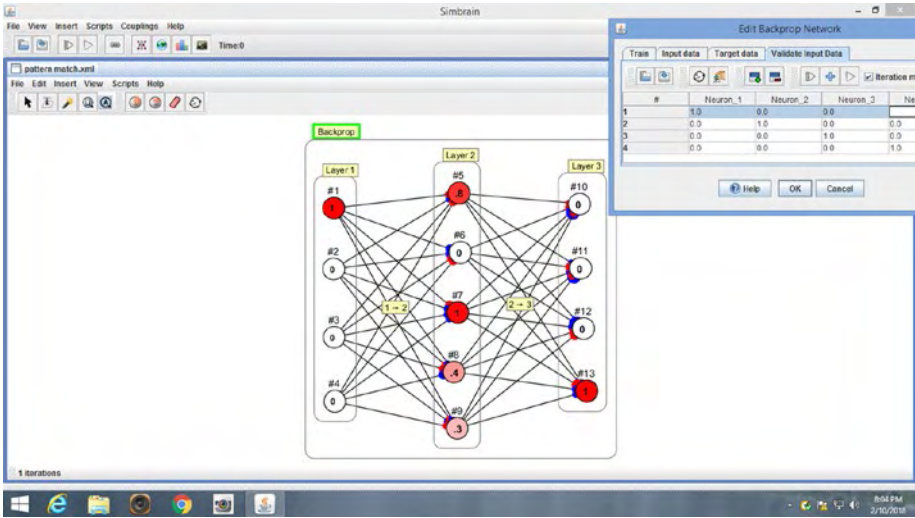 Simbrain
File View Insert Scripts Couplings Help
Time:0
pattern match.xml
File Edit Insert View Scripts Help
Backprop
Layer 1
Layer 2
Layer 3
#1
1
#2
0
#3
0
#4
0
1 → 2
#5
.8
#6
0
#7
1
#8
.4
#9
.3
2 → 3
#10
0
#11
0
#12
0
#13
1
1 iterations
Edit Backprop Network
Train Input data Target data Validate Input Data
Iteration m
# Neuron_1 Neuron_2 Neuron_3 Ne
1 1.0 0.0 0.0
2 0.0 1.0 0.0 0.0
3 0.0 0.0 1.0 0.0
4 0.0 0.0 0.0 1.0
Help OK Cancel
8:04 PM
2/10/2018